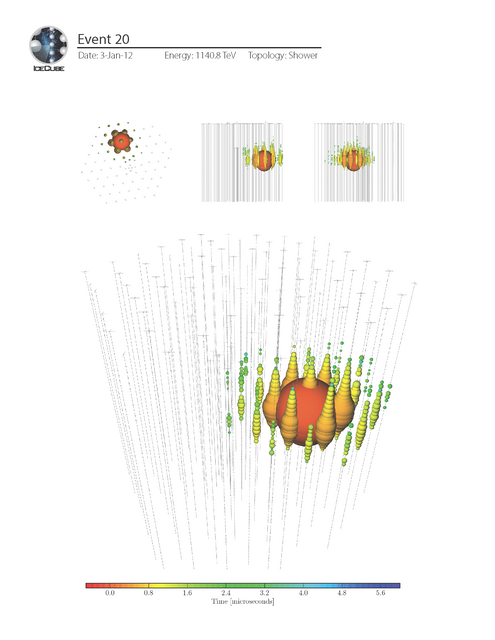 Event 20
Date: 3-Jan-12 Energy: 1140.8 TeV Topology: Shower
ICECUBE
0.0 0.8 1.6 2.4 3.2 4.0 4.8 5.6
Time [microseconds]